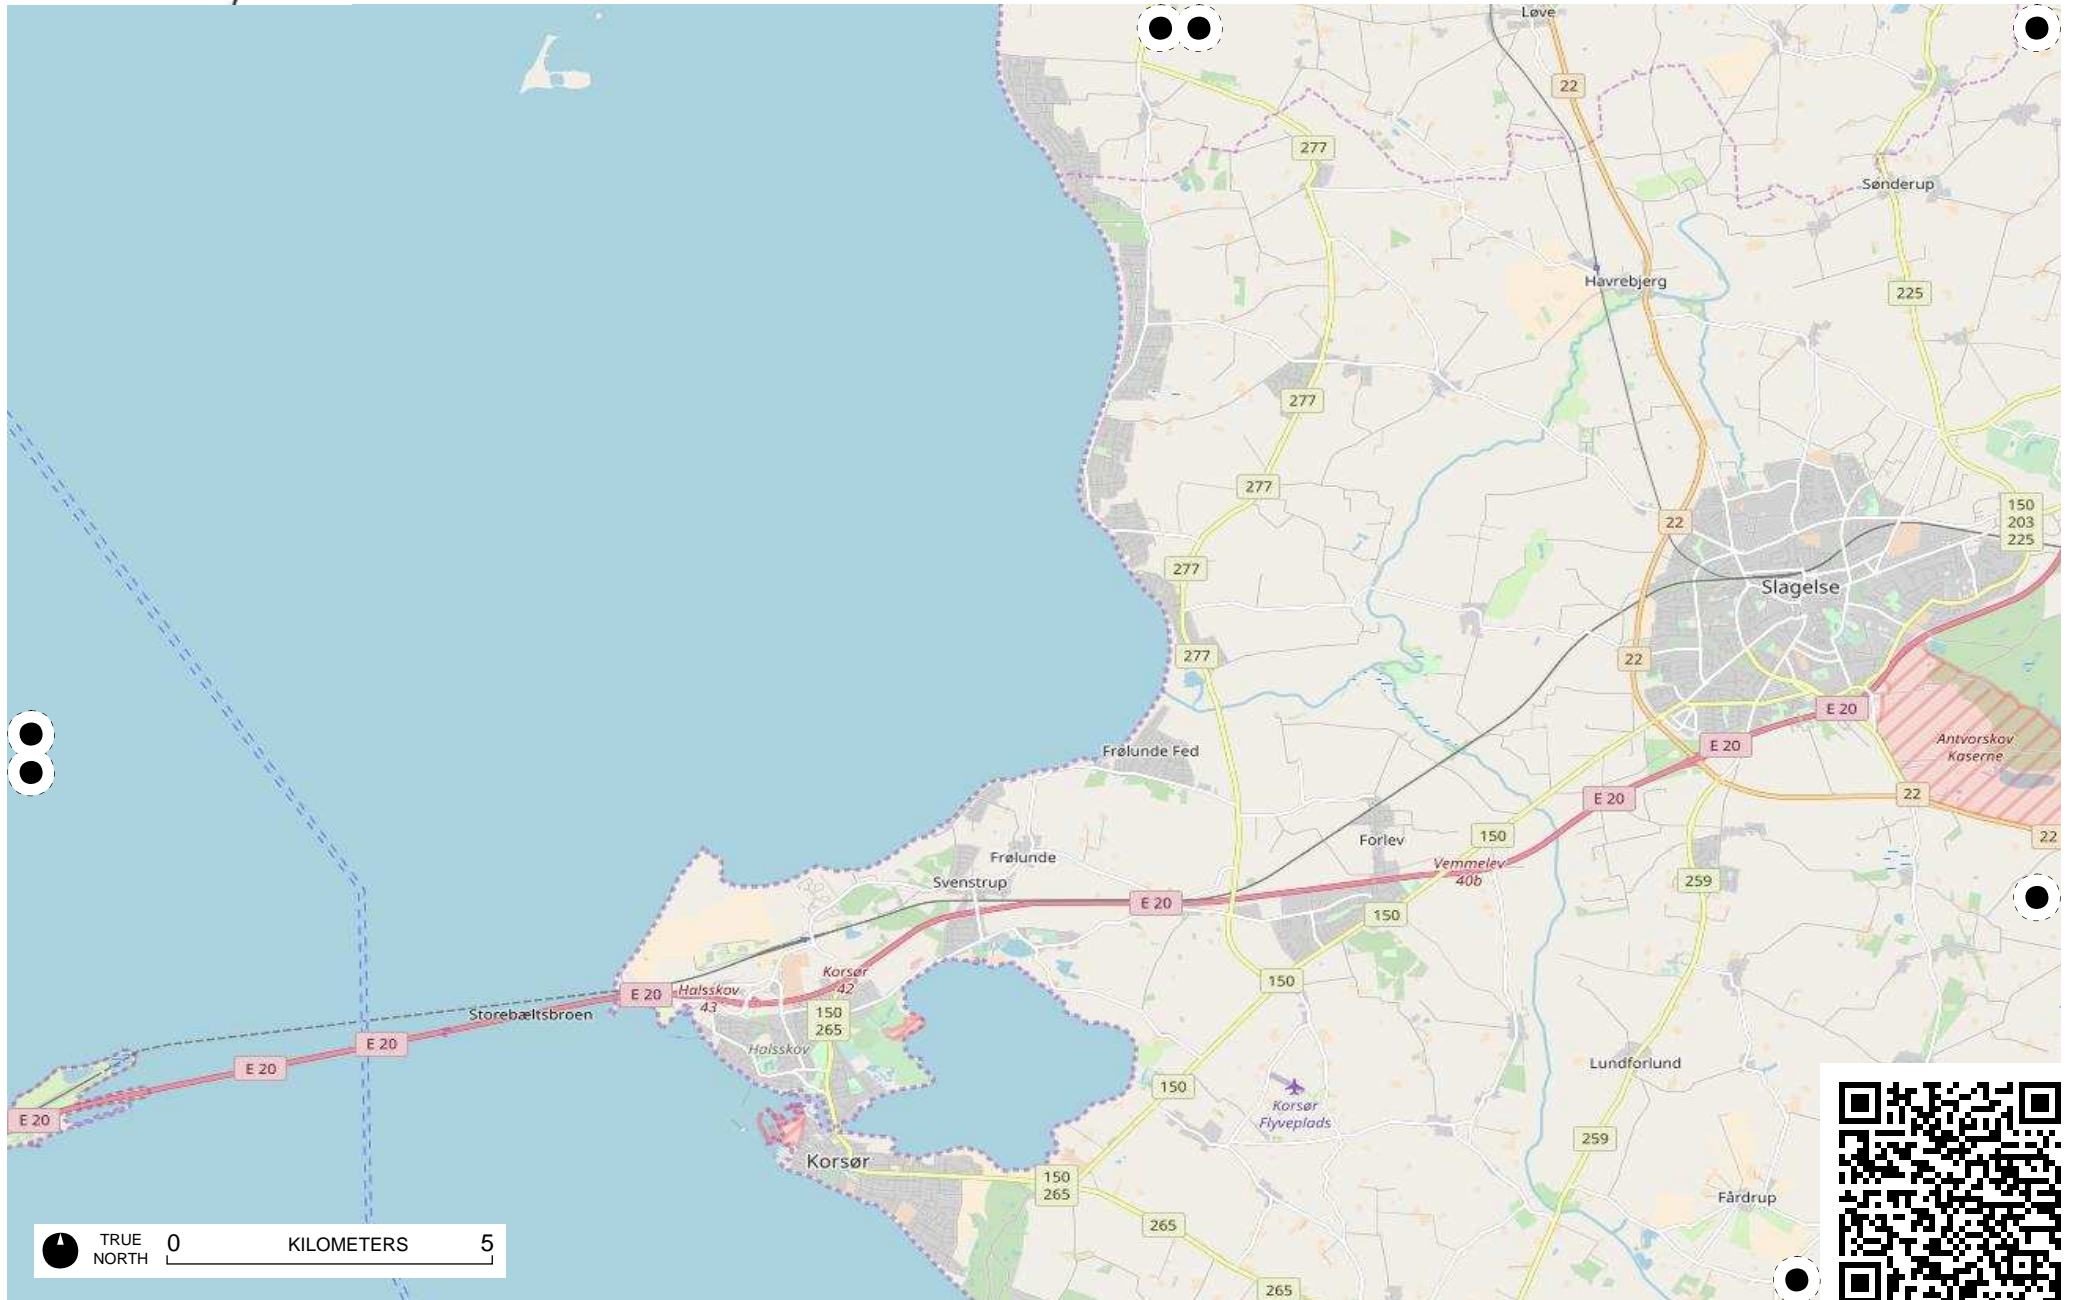 Løve
22
277
Sønderup
Havrebjerg
225
277
277
150
203
225
22
277
Slagelse
277
22
E 20
E 20
Antvorskov
Kaserne
Frølunde Fed
E 20
22
22
150
Forlev
Frølunde
Vemmelev
40b
Svenstrup
259
E 20
150
Korsør
42
150
E 20
Halsskov
43
Storebæltsbroen
150
265
E 20
Halsskov
E 20
Lundforlund
150
Korsør
Flyveplads
E 20
259
Korsør
150
265
Fårdrup
265
TRUE
NORTH
0 KILOMETERS 5
265